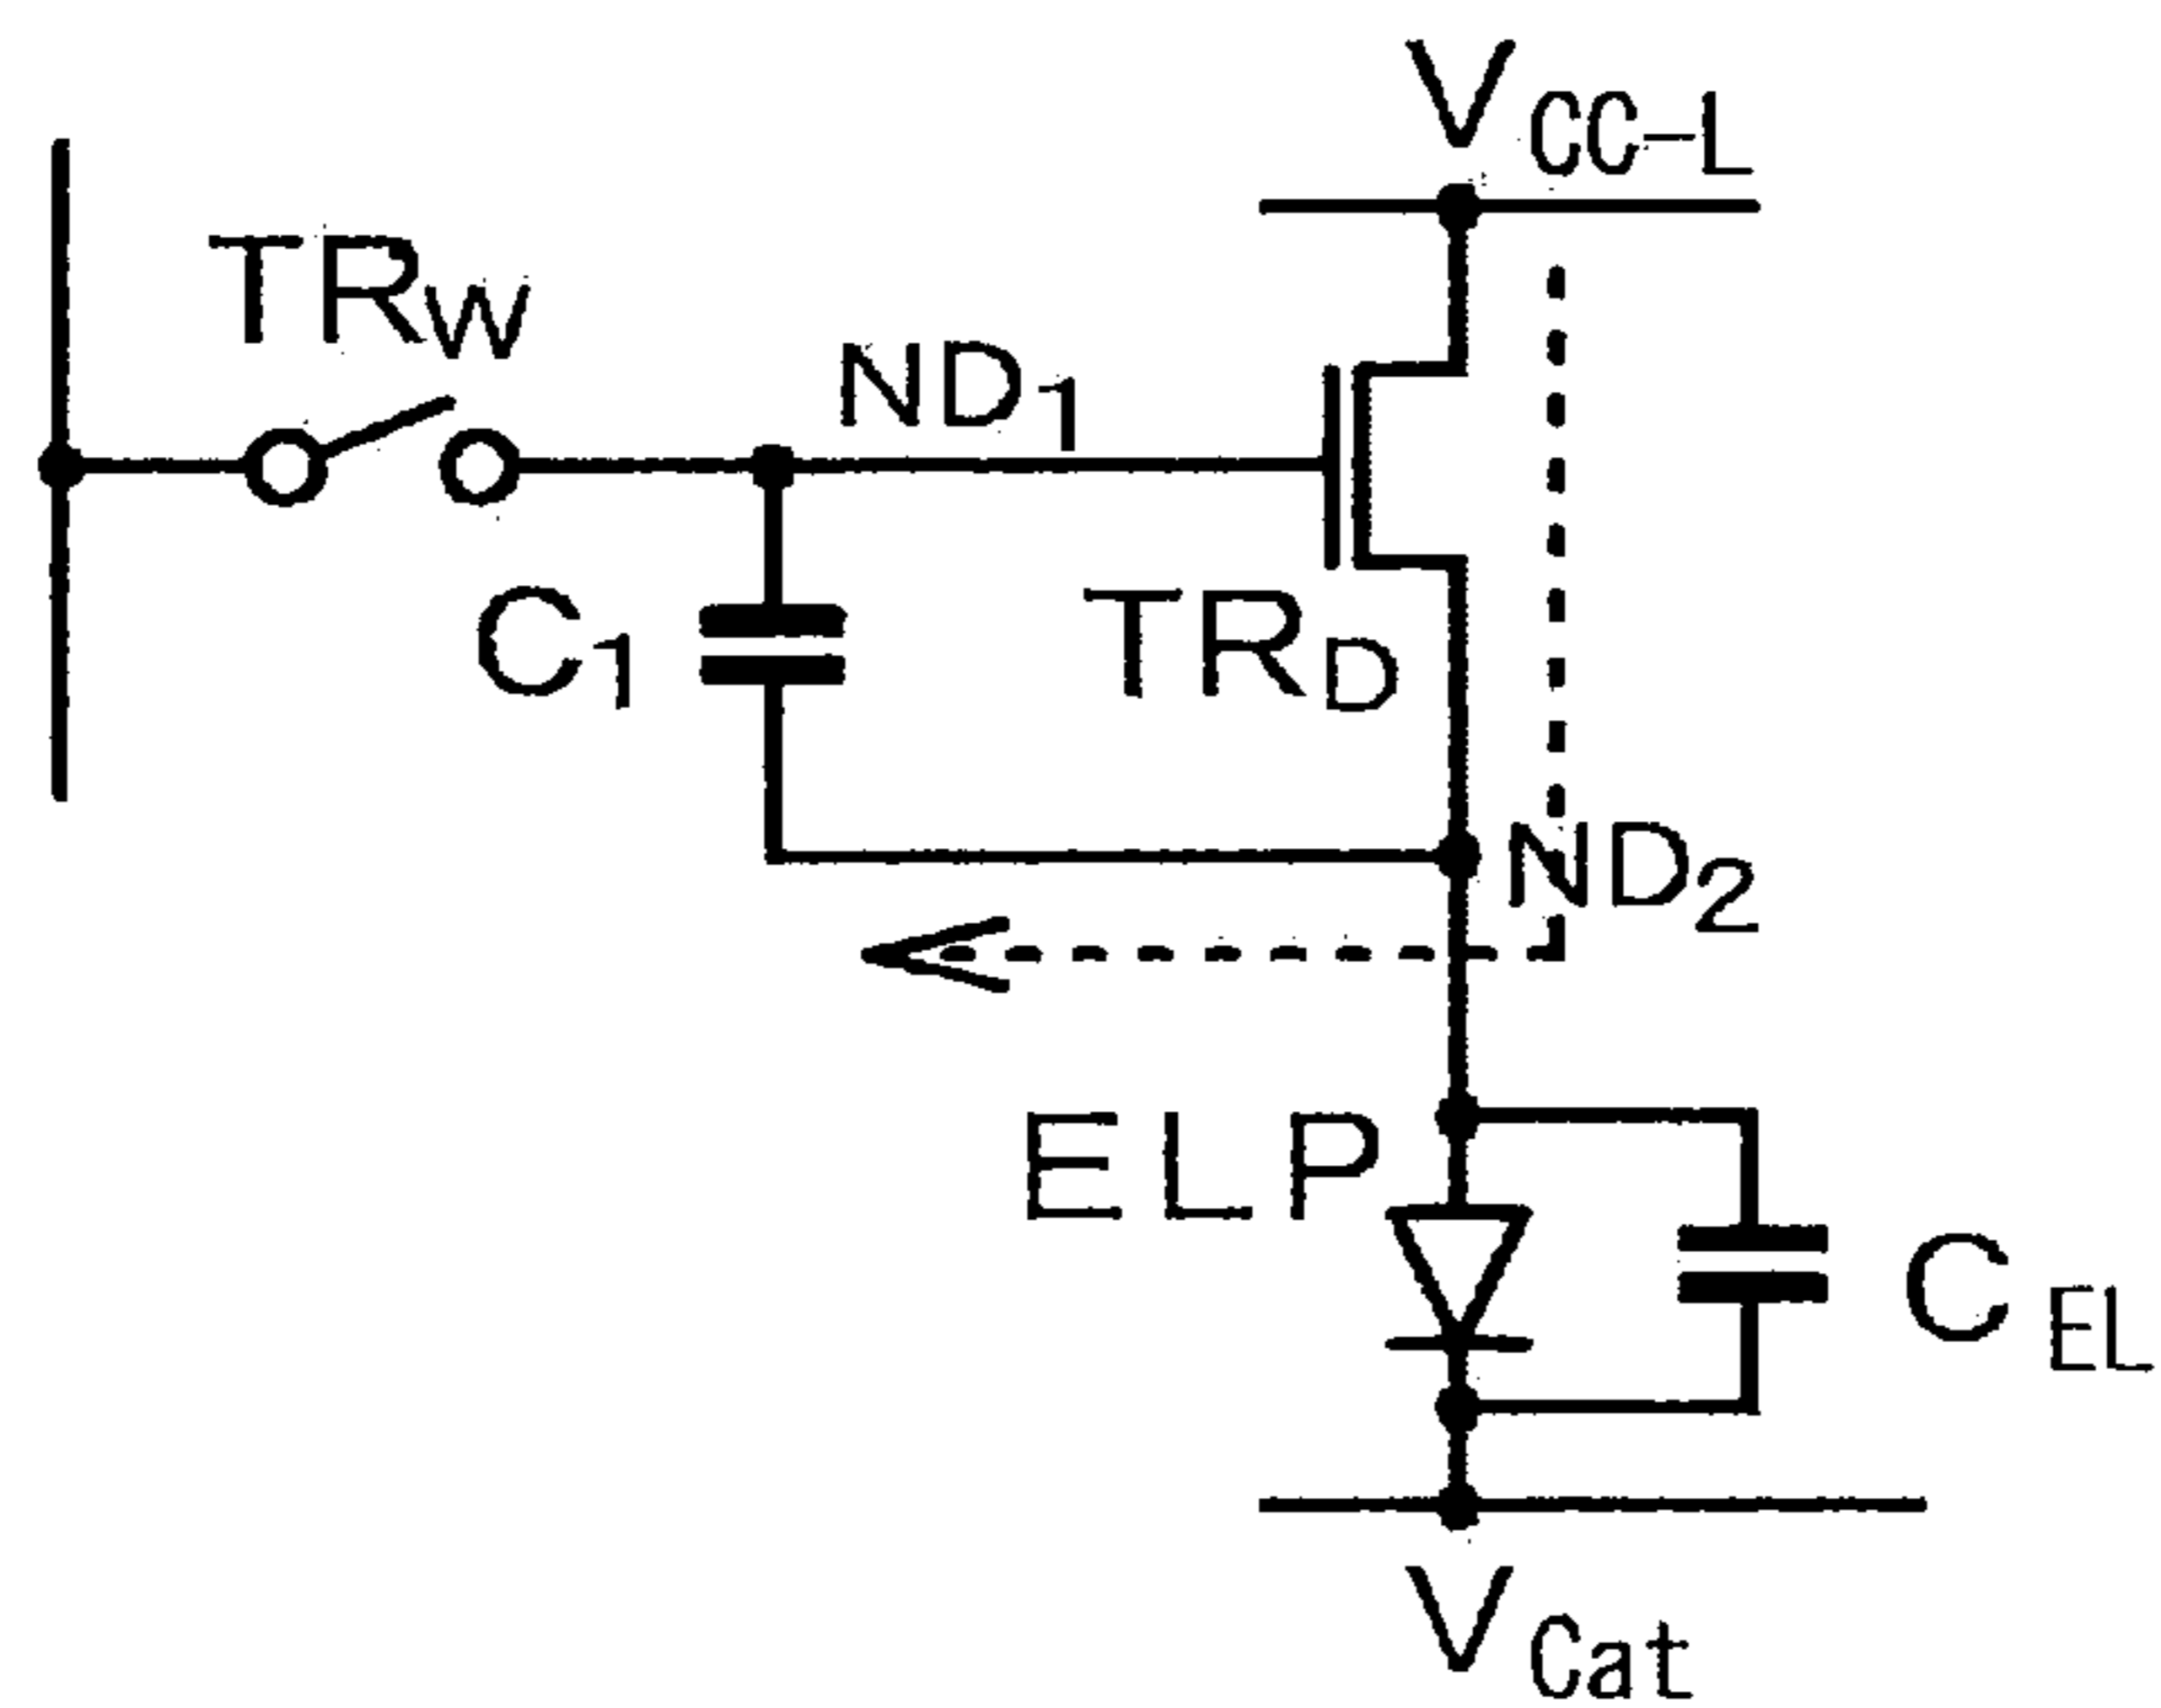 V_CC-L
TR_W
ND_1
C_1
TR_D
ND_2
ELP
C_EL
V_Cat